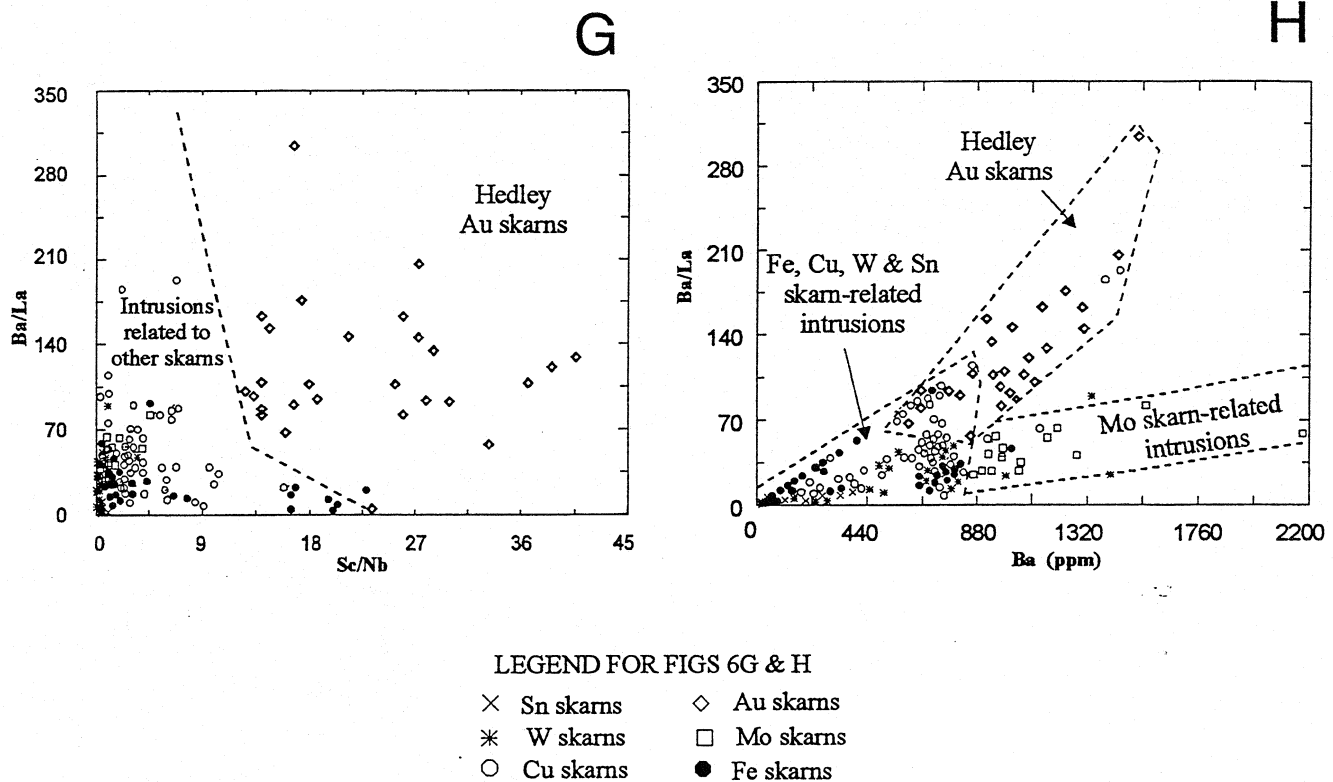 G
350
280
210
140
70
0
Ba/La
0 9 18 27 36 45
Sc/Nb
Hedley
Au skarns
Intrusions
related to
other skarns
H
350
280
210
140
70
0
Ba/La
0 440 880 1320 1760 2200
Ba (ppm)
Hedley
Au skarns
Fe, Cu, W & Sn
skarn-related
intrusions
Mo skarn-related
intrusions
LEGEND FOR FIGS 6G & H
Sn skarns
Au skarns
W skarns
Mo skarns
Cu skarns
Fe skarns